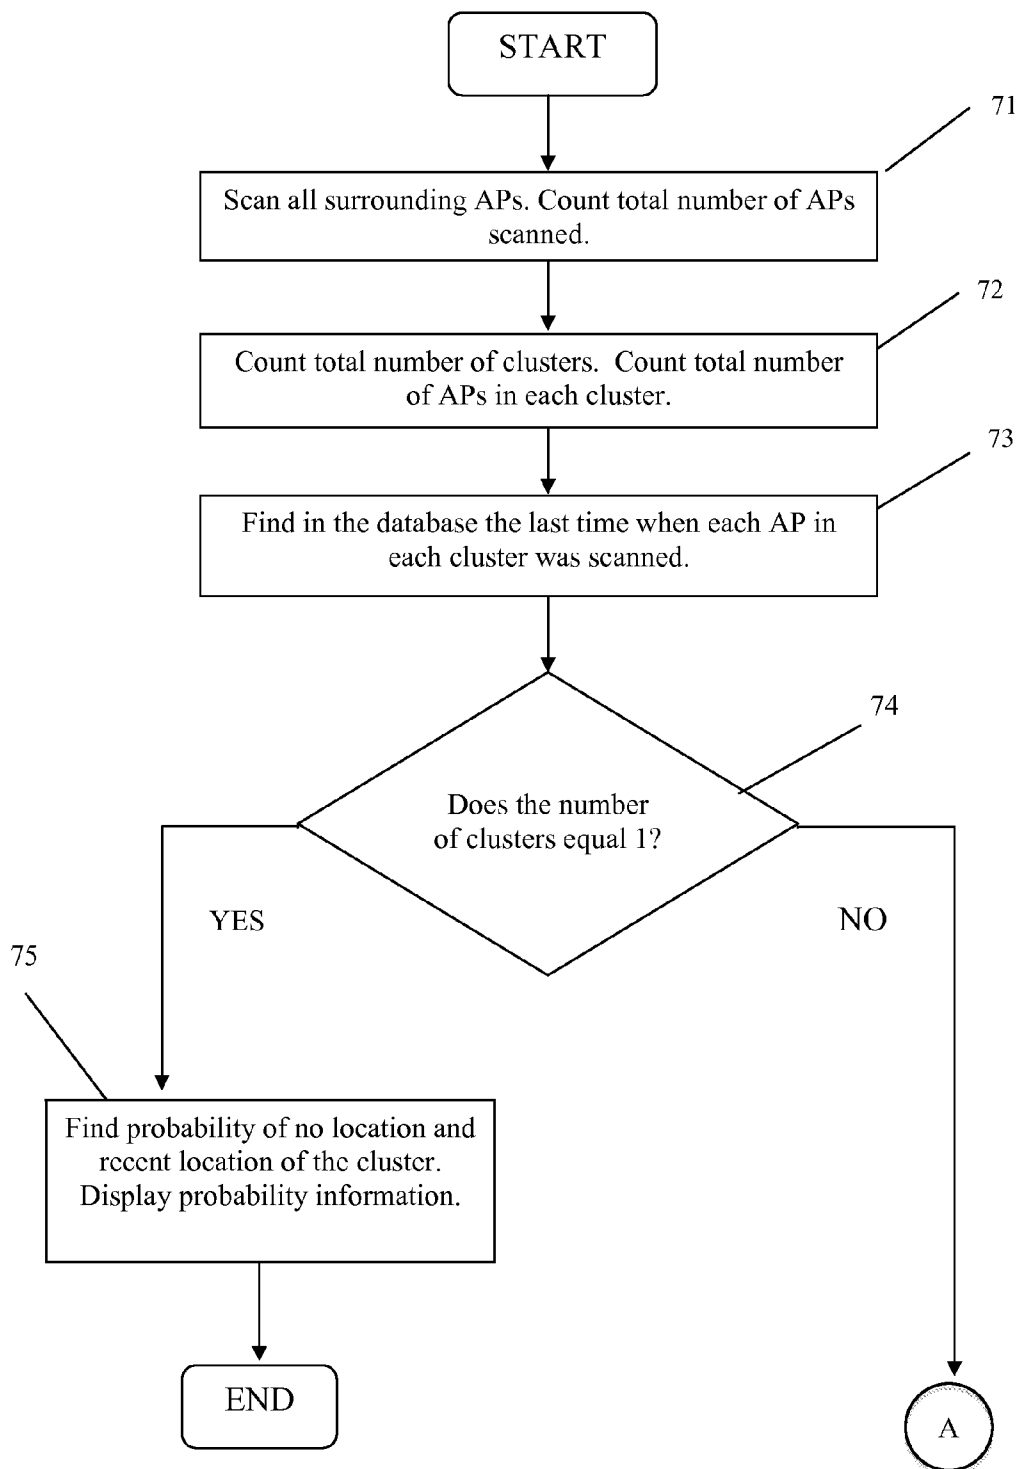 START
71
Scan all surrounding APs. Count total number of APs
scanned.
72
Count total number of clusters. Count total number
of APs in each cluster.
73
Find in the database the last time when each AP in
each cluster was scanned.
74
Does the number
of clusters equal 1?
YES
NO
75
Find probability of no location and
recent location of the cluster.
Display probability information.
END
A